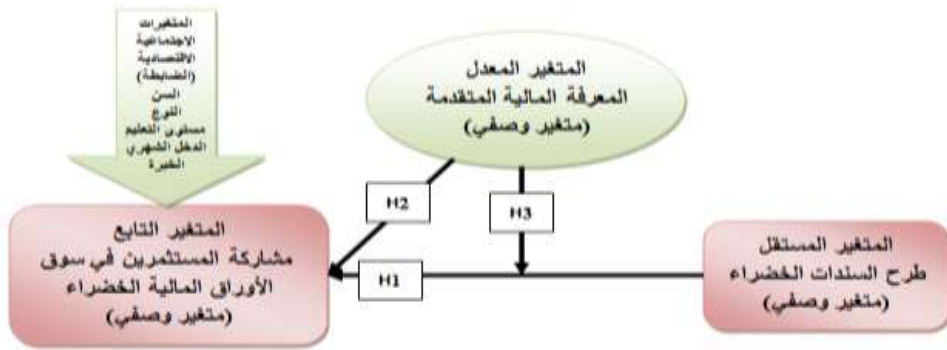 المتغيرات
الاجتماعية
الاقتصادية
(الضابطة)
السن
النوع
مستوى التعليم
الدخل الشهري
الخبرة
المتغير المعدل
المعرفة المالية المتقدمة
(متغير وصفي)
H2
H3
المتغير المستقل
طرح السندات الخضراء
(متغير وصفي)
H1
المتغير التابع
مشاركة المستثمرين في سوق
الأوراق المالية الخضراء
(متغير وصفي)